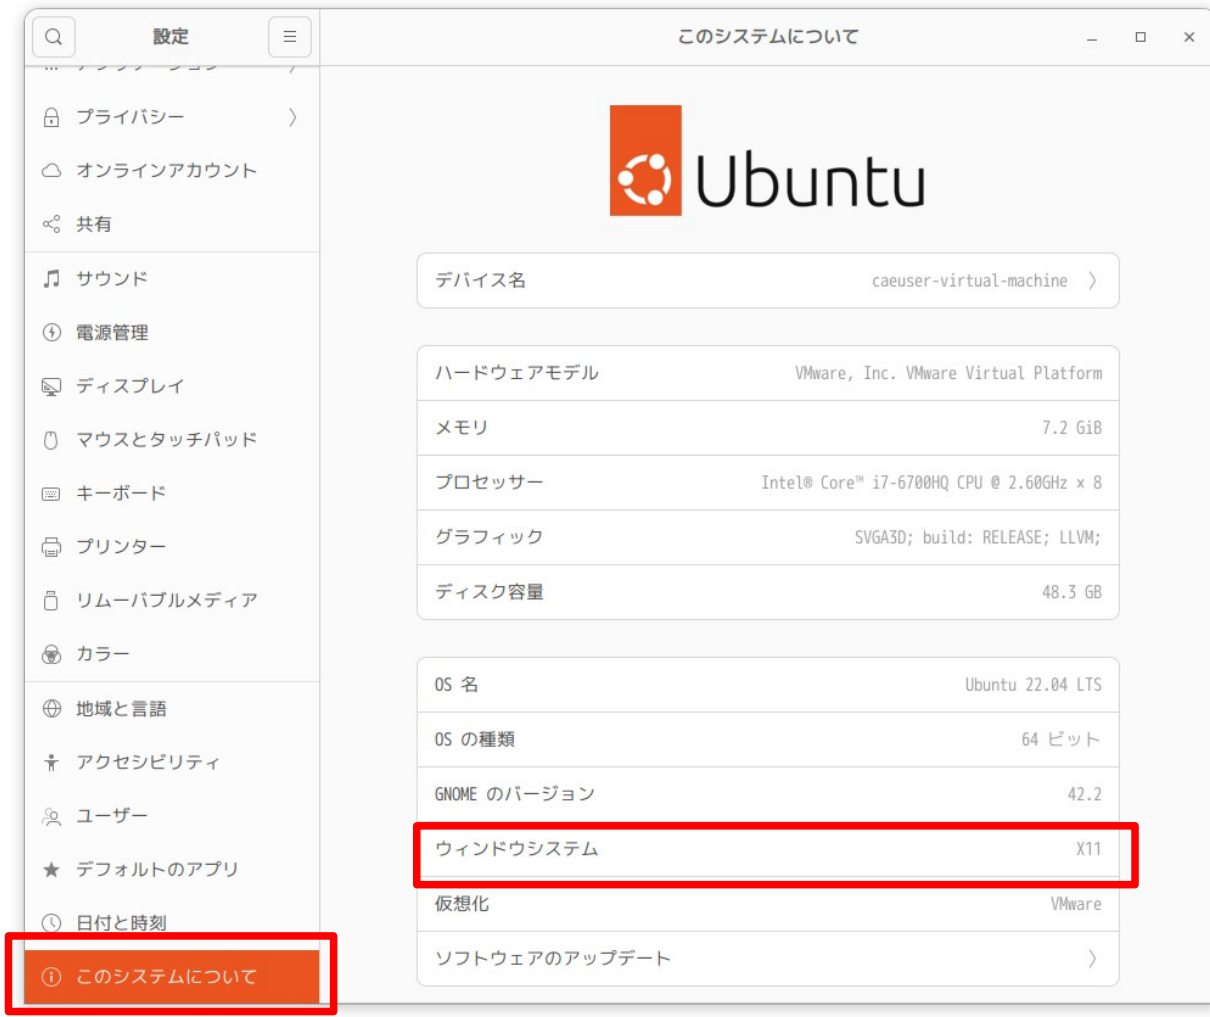 設定
このシステムについて
プライバシー
オンラインアカウント
共有
サウンド
電源管理
ディスプレイ
マウスとタッチパッド
キーボード
プリンター
リムーバブルメディア
カラー
地域と言語
アクセシビリティ
ユーザー
デフォルトのアプリ
日付と時刻
このシステムについて
Ubuntu
デバイス名 caeuser-virtual-machine
ハードウェアモデル VMware, Inc. VMware Virtual Platform
メモリ 7.2 GiB
プロセッサー Intel® Core™ i7-6700HQ CPU @ 2.60GHz × 8
グラフィック SVGA3D; build: RELEASE; LLVM;
ディスク容量 48.3 GB
OS 名 Ubuntu 22.04 LTS
OS の種類 64 ビット
GNOME のバージョン 42.2
ウィンドウシステム X11
仮想化 VMware
ソフトウェアのアップデート